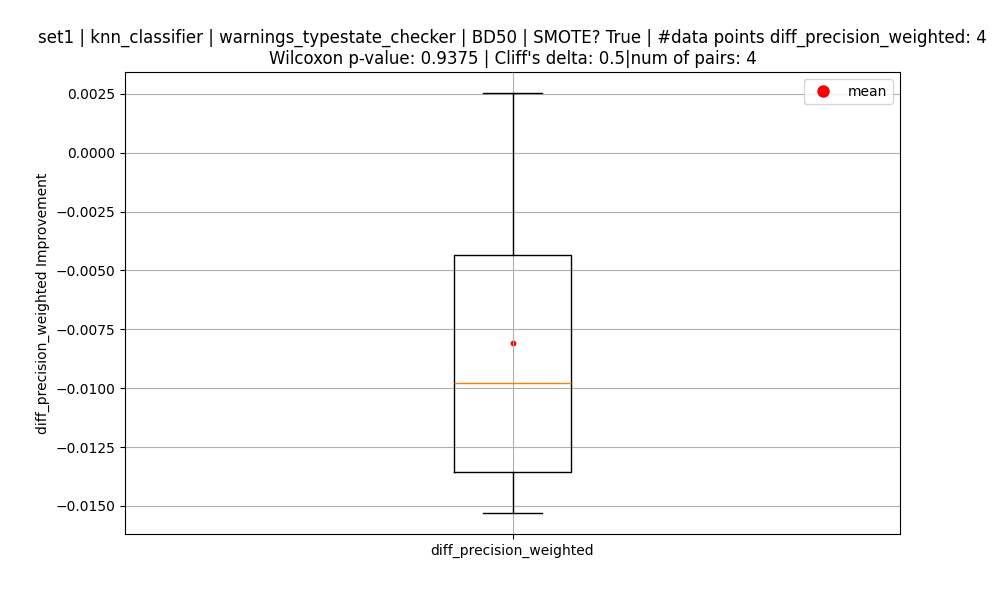 set1 | knn_classifier | warnings_typestate_checker | BD50 | SMOTE? True | #data points diff_precision_weighted: 4
Wilcoxon p-value: 0.9375 | Cliff's delta: 0.5|num of pairs: 4
mean
0.0025
0.0000
−0.0025
−0.0050
−0.0075
−0.0100
−0.0125
−0.0150
diff_precision_weighted Improvement
diff_precision_weighted